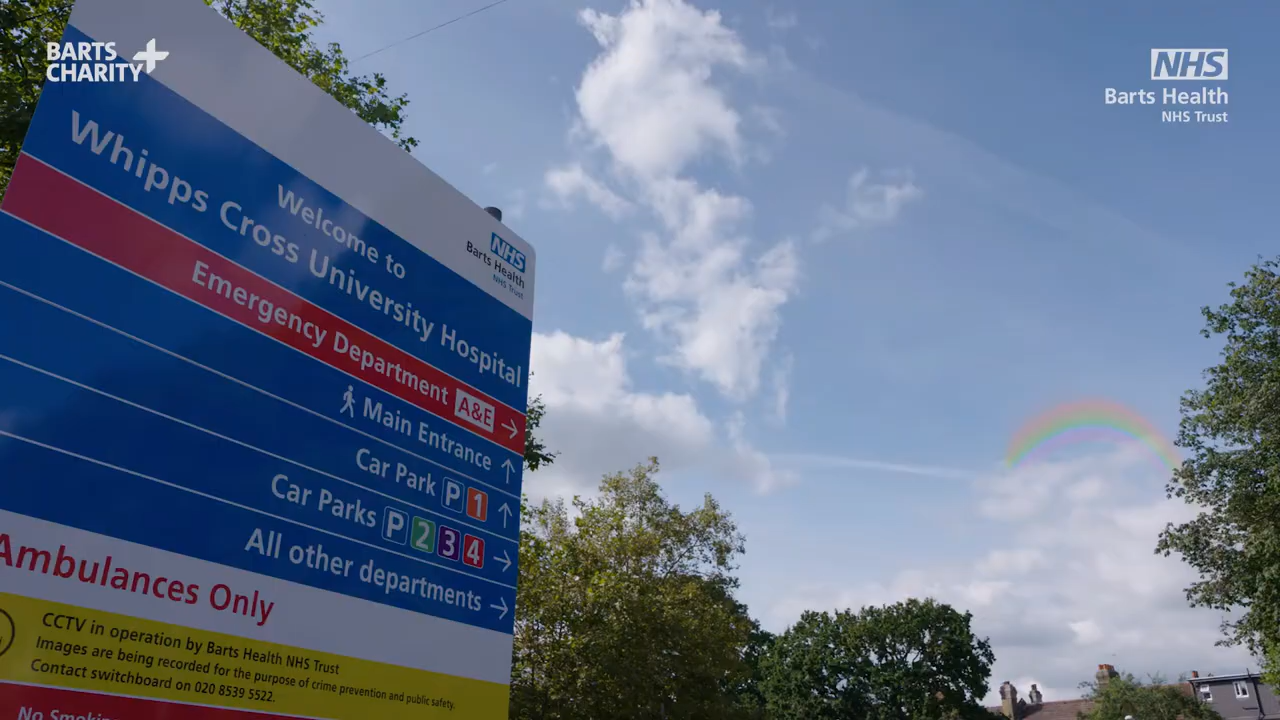 BARTS
CHARITY
NHS
Barts Health
NHS Trust
NHS
Barts Health
NHS Trust
Welcome to
Whipps Cross University Hospital
Emergency Department A&E →
Main Entrance ↑
Car Park P 1 ↑
Car Parks P 2 3 4 →
All other departments →
Ambulances Only
CCTV in operation by Barts Health NHS Trust
Images are being recorded for the purpose of crime prevention and public safety.
Contact switchboard on 020 8539 5522.
No Smoking